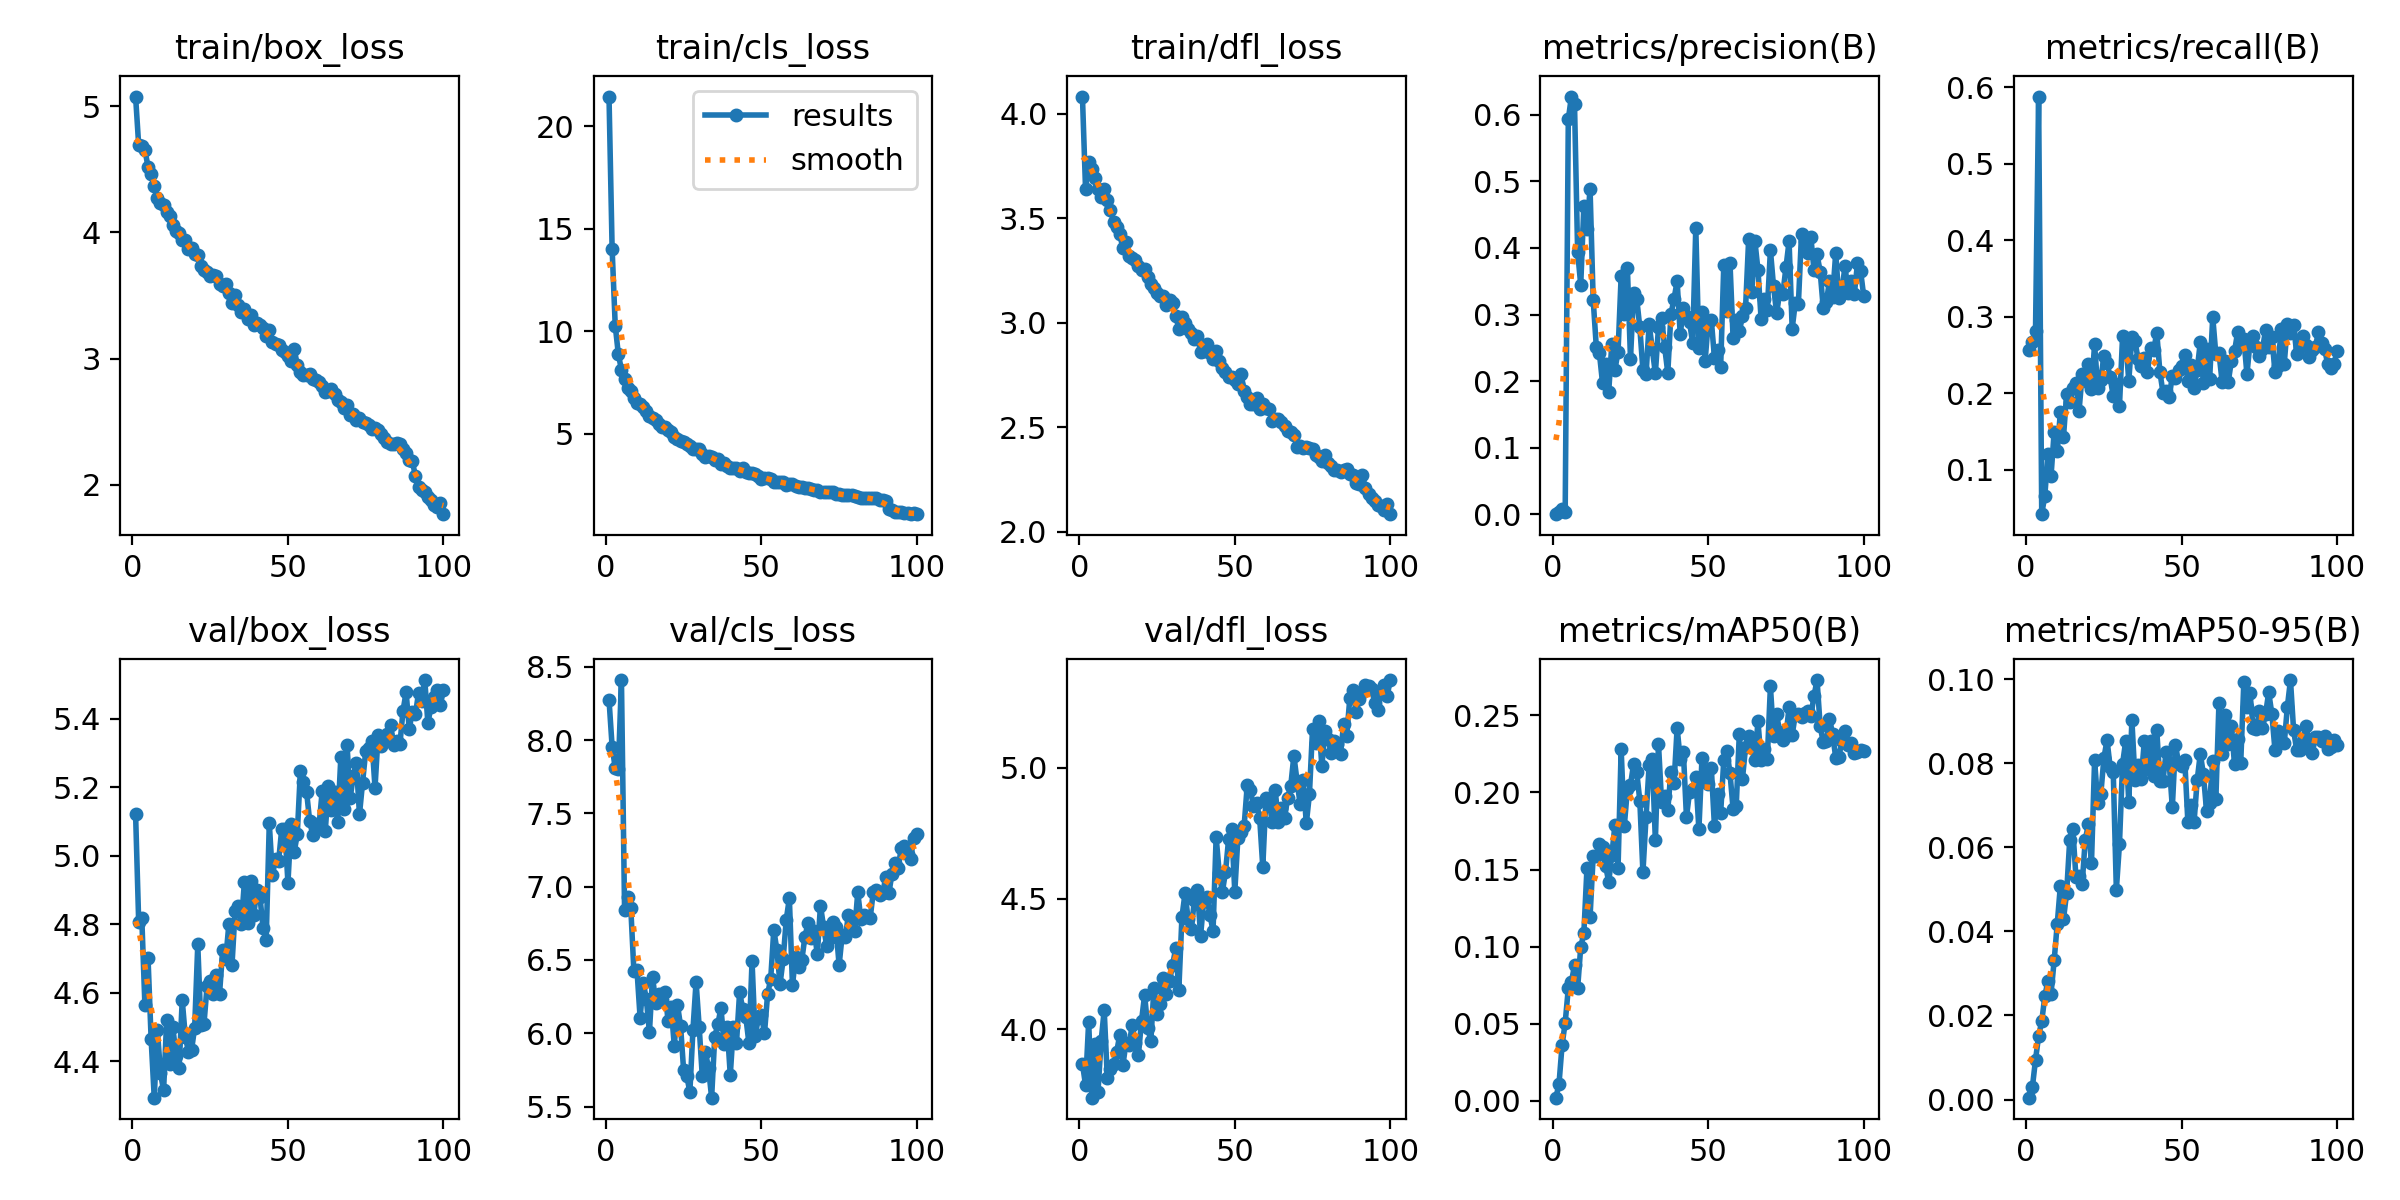 train/box_loss
5
4
3
2
0 50 100
train/cls_loss
results
smooth
20
15
10
5
0 50 100
train/dfl_loss
4.0
3.5
3.0
2.5
2.0
0 50 100
metrics/precision(B)
0.6
0.5
0.4
0.3
0.2
0.1
0.0
0 50 100
metrics/recall(B)
0.6
0.5
0.4
0.3
0.2
0.1
0 50 100
val/box_loss
5.4
5.2
5.0
4.8
4.6
4.4
0 50 100
val/cls_loss
8.5
8.0
7.5
7.0
6.5
6.0
5.5
0 50 100
val/dfl_loss
5.0
4.5
4.0
0 50 100
metrics/mAP50(B)
0.25
0.20
0.15
0.10
0.05
0.00
0 50 100
metrics/mAP50-95(B)
0.10
0.08
0.06
0.04
0.02
0.00
0 50 100